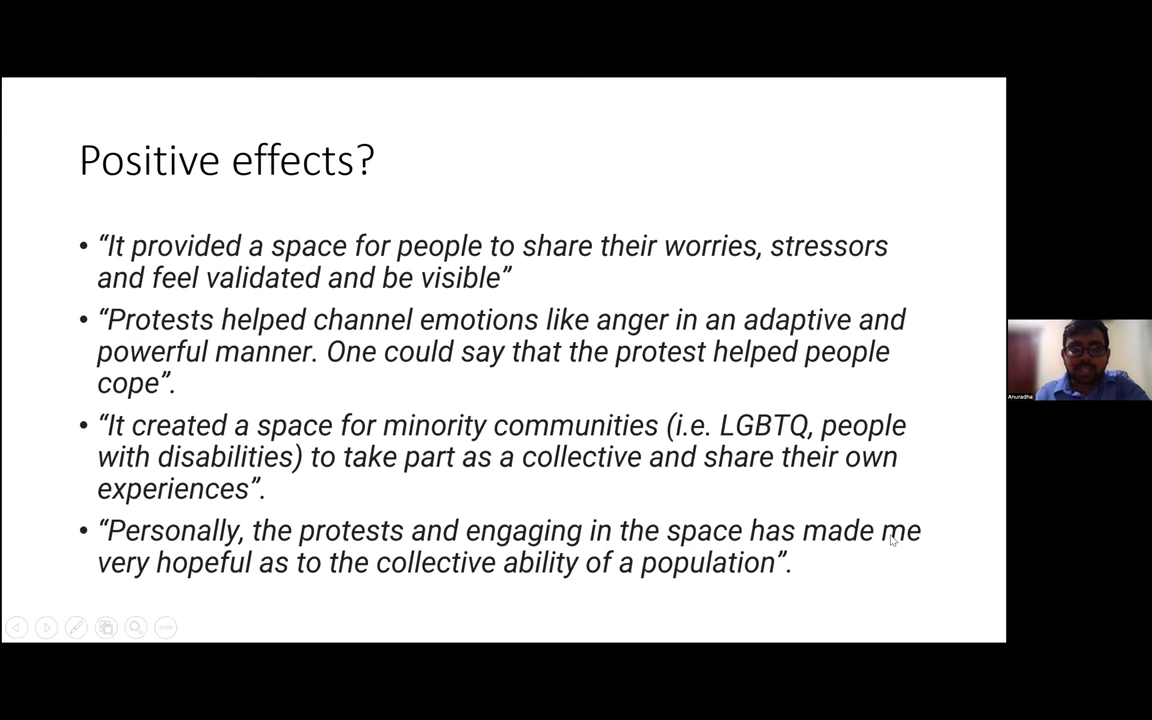 Positive effects?
• “It provided a space for people to share their worries, stressors
and feel validated and be visible”
• “Protests helped channel emotions like anger in an adaptive and
powerful manner. One could say that the protest helped people
cope”.
• “It created a space for minority communities (i.e. LGBTQ, people
with disabilities) to take part as a collective and share their own
experiences”.
• “Personally, the protests and engaging in the space has made me
very hopeful as to the collective ability of a population”.
Anuradha